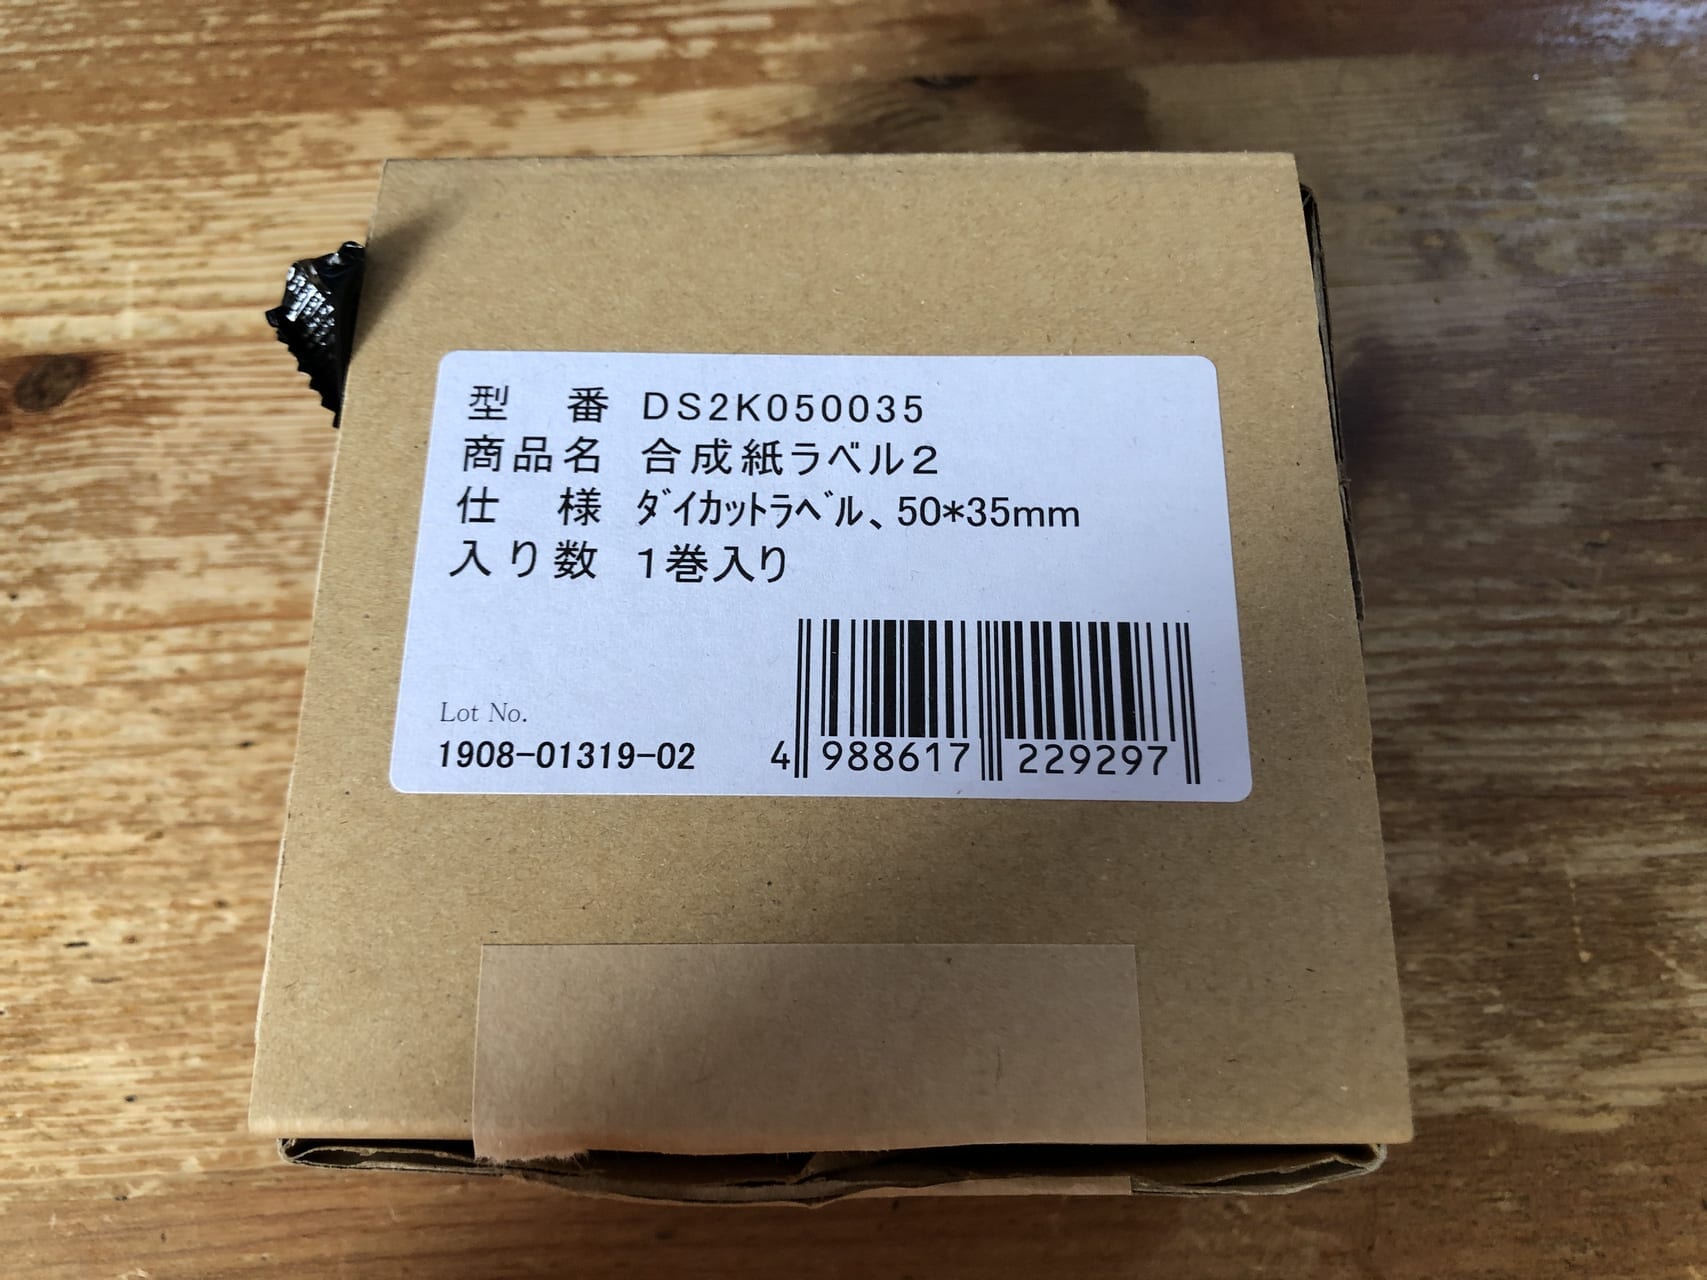 型　番 DS2K050035
商品名 合成紙ラベル2
仕　様 ﾀﾞｲｶｯﾄﾗﾍﾞﾙ、50*35mm
入り数 1巻入り
Lot No.
1908-01319-02
4 988617 229297